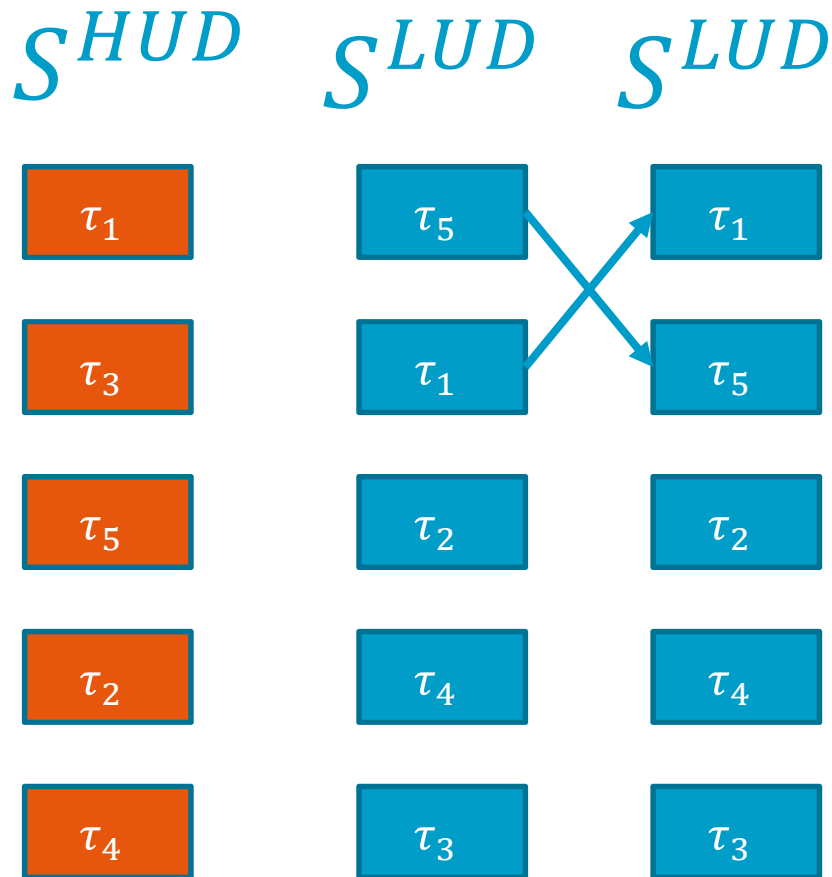 S^{HUD} S^{LUD} S^{LUD}
τ₁ τ₅ τ₁
τ₃ τ₁ τ₅
τ₅ τ₂ τ₂
τ₂ τ₄ τ₄
τ₄ τ₃ τ₃